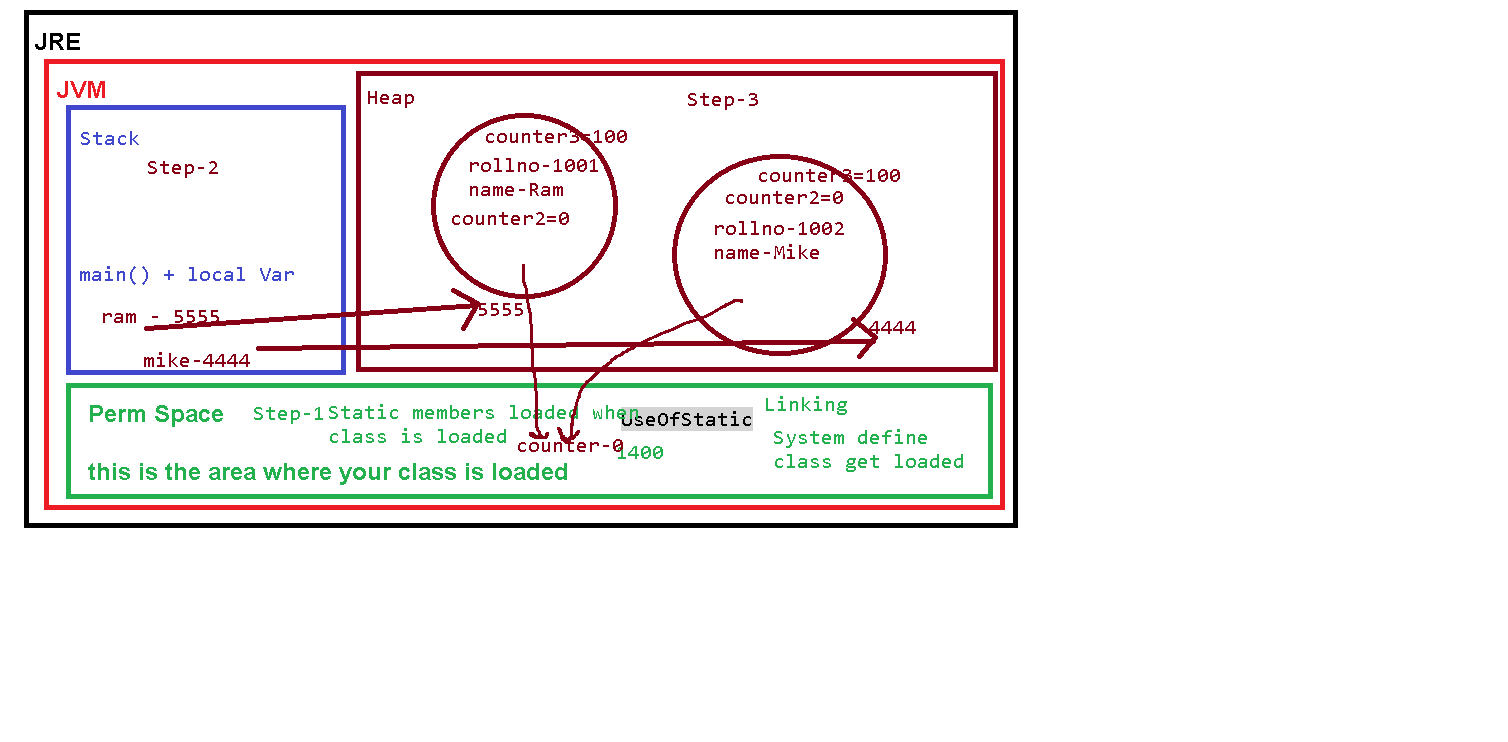 JRE
JVM
Stack
Step-2
main() + local Var
ram - 5555
mike-4444
Heap
Step-3
counter3=100
rollno-1001
name-Ram
counter2=0
5555
counter3=100
counter2=0
rollno-1002
name-Mike
4444
Perm Space
Step-1
Static members loaded when
class is loaded
counter-0
this is the area where your class is loaded
UseOfStatic
1400
Linking
System define
class get loaded